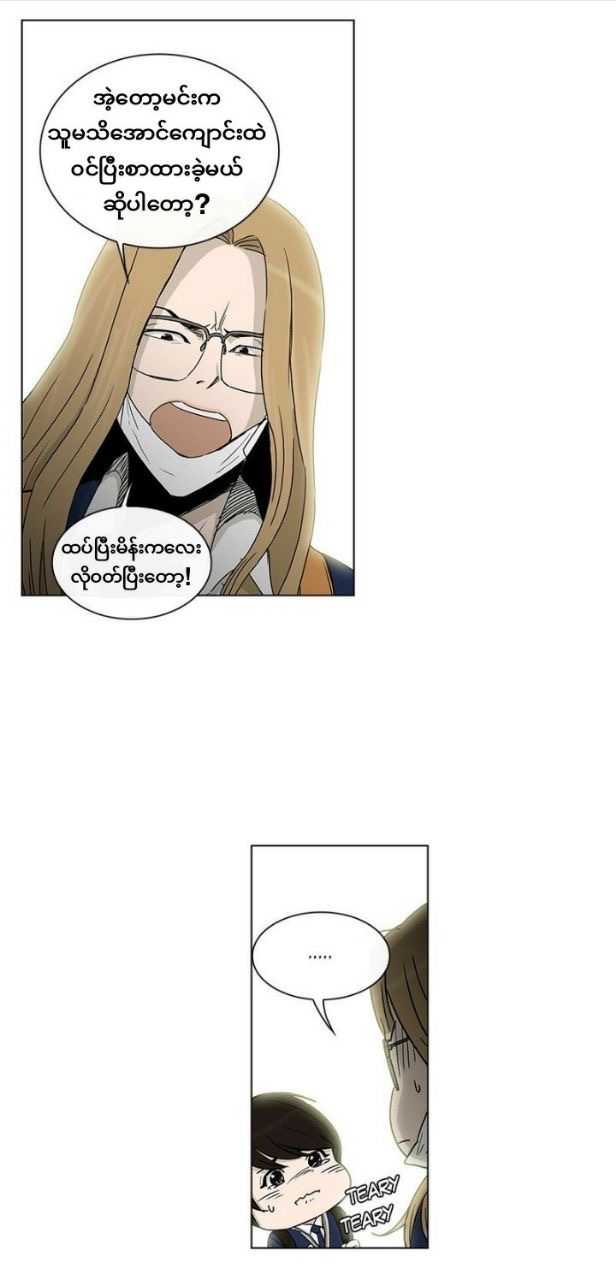 အဲ့တော့မင်းက
သူမသိအောင်ကျောင်းထဲ
ဝင်ပြီးစာထားခဲ့မယ်
ဆိုပါတော့?
ထပ်ပြီးမိန်းကလေး
လိုဝတ်ပြီးတော့!
.....
TEARY
TEARY